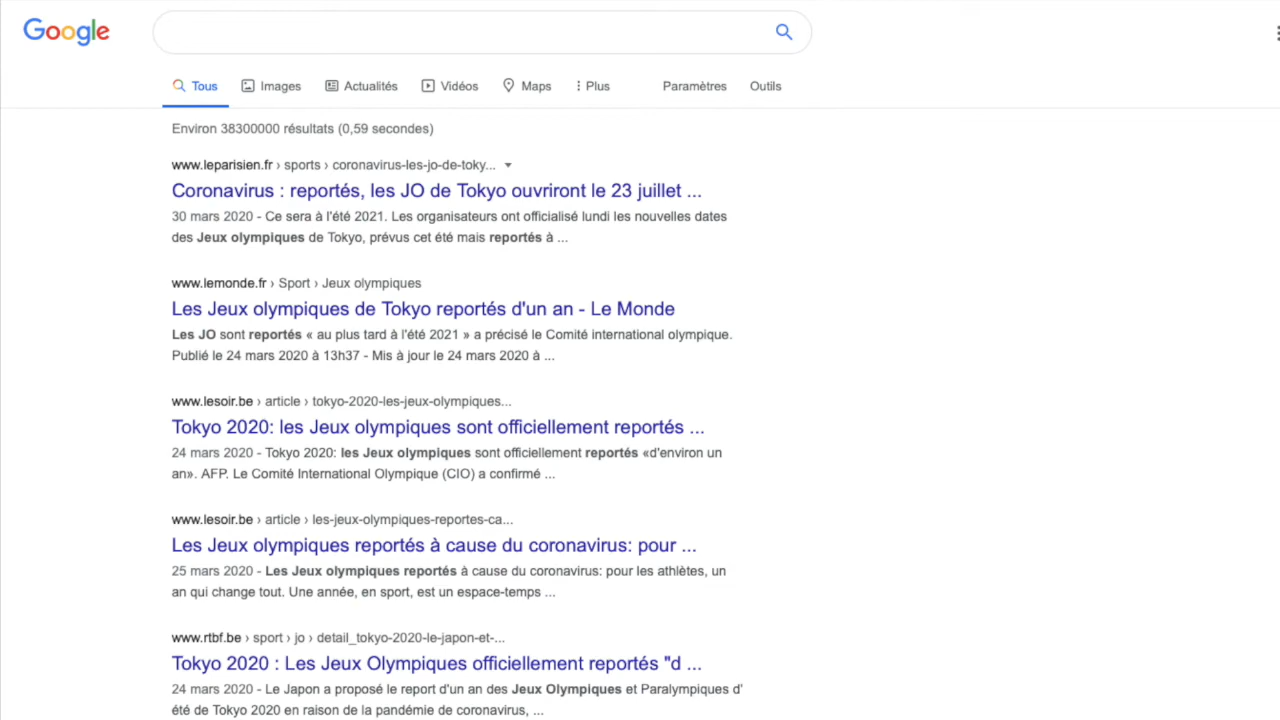 Google
Tous Images Actualités Vidéos Maps Plus Paramètres Outils
Environ 38300000 résultats (0,59 secondes)
www.leparisien.fr › sports › coronavirus-les-jo-de-toky...
Coronavirus : reportés, les JO de Tokyo ouvriront le 23 juillet ...
30 mars 2020 - Ce sera à l'été 2021. Les organisateurs ont officialisé lundi les nouvelles dates
des Jeux olympiques de Tokyo, prévus cet été mais reportés à ...
www.lemonde.fr › Sport › Jeux olympiques
Les Jeux olympiques de Tokyo reportés d'un an - Le Monde
Les JO sont reportés « au plus tard à l'été 2021 » a précisé le Comité international olympique.
Publié le 24 mars 2020 à 13h37 - Mis à jour le 24 mars 2020 à ...
www.lesoir.be › article › tokyo-2020-les-jeux-olympiques...
Tokyo 2020: les Jeux olympiques sont officiellement reportés ...
24 mars 2020 - Tokyo 2020: les Jeux olympiques sont officiellement reportés «d'environ un
an». AFP. Le Comité International Olympique (CIO) a confirmé ...
www.lesoir.be › article › les-jeux-olympiques-reportes-ca...
Les Jeux olympiques reportés à cause du coronavirus: pour ...
25 mars 2020 - Les Jeux olympiques reportés à cause du coronavirus: pour les athlètes, un
an qui change tout. Une année, en sport, est un espace-temps ...
www.rtbf.be › sport › jo › detail_tokyo-2020-le-japon-et-...
Tokyo 2020 : Les Jeux Olympiques officiellement reportés "d ...
24 mars 2020 - Le Japon a proposé le report d'un an des Jeux Olympiques et Paralympiques d'
été de Tokyo 2020 en raison de la pandémie de coronavirus, ...